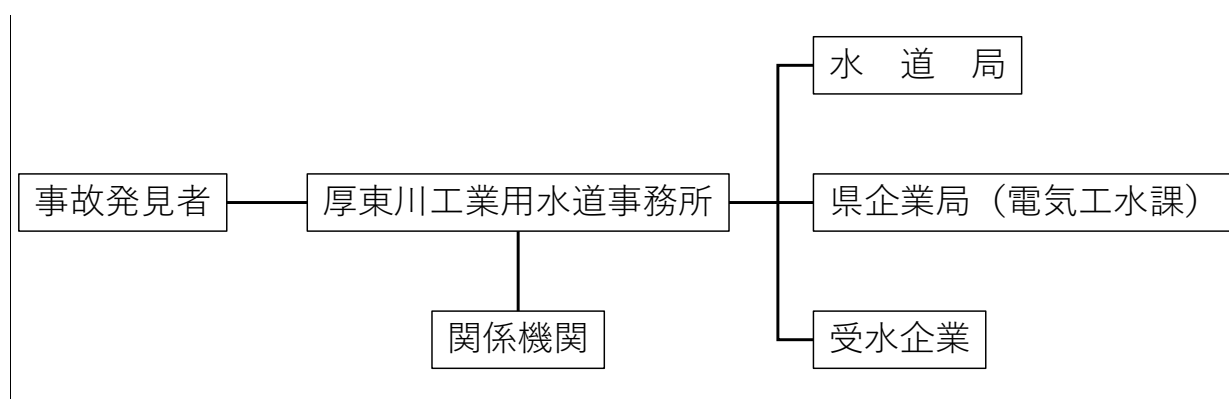 水　道　局
事故発見者
厚東川工業用水道事務所
県企業局（電気工水課）
関係機関
受水企業